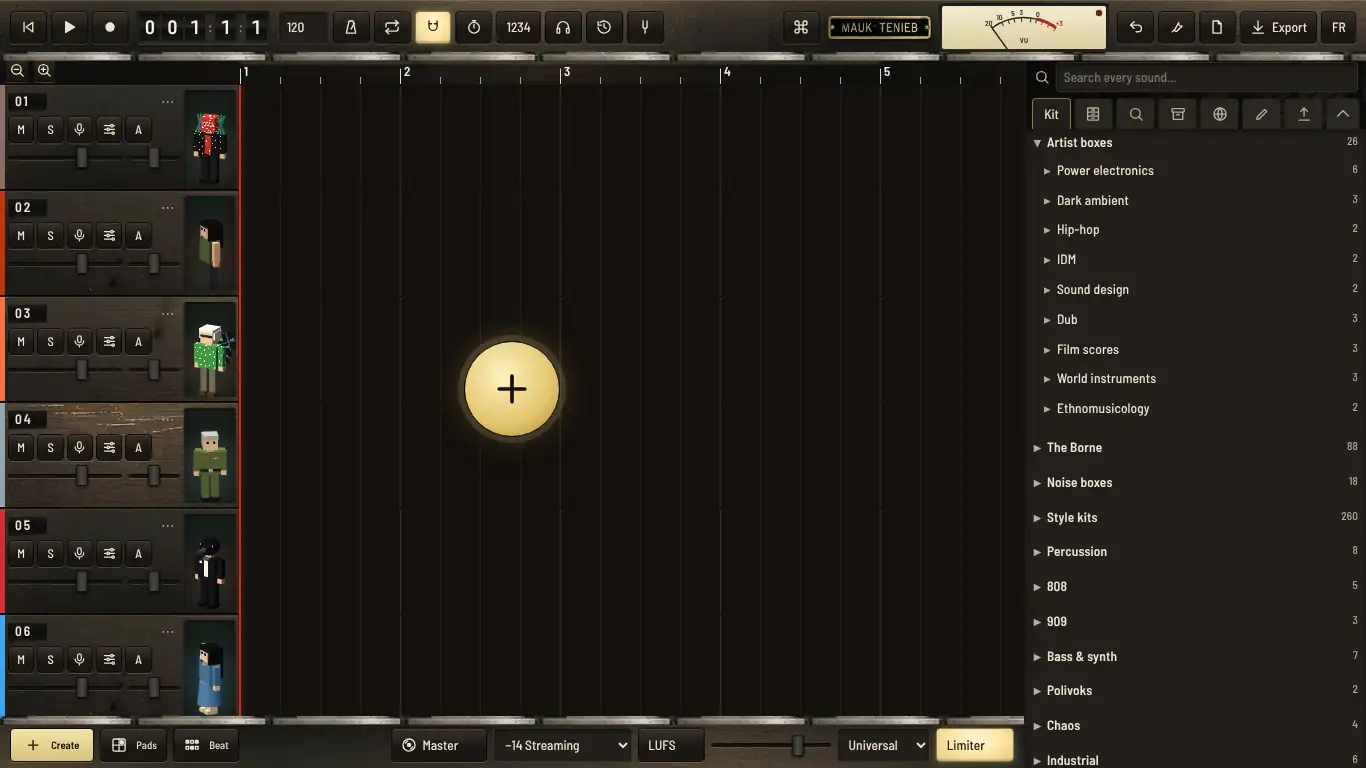 0 0 1 : 1 : 1
120
1234
MAUK TENIEB
20 10 5 3 0 +3
VU
Export
FR
1 2 3 4 5
Search every sound...
Kit
Artist boxes 26
Power electronics 6
Dark ambient 3
Hip-hop 2
IDM 2
Sound design 2
Dub 3
Film scores 3
World instruments 3
Ethnomusicology 2
The Borne 88
Noise boxes 18
Style kits 260
Percussion 8
808 5
909 3
Bass & synth 7
Polivoks 2
Chaos 4
Industrial 6
01 ...
M S A
02 ...
M S A
03 ...
M S A
04 ...
M S A
05 ...
M S A
06 ...
M S A
+ Create
Pads
Beat
Master
-14 Streaming
LUFS
Universal
Limiter